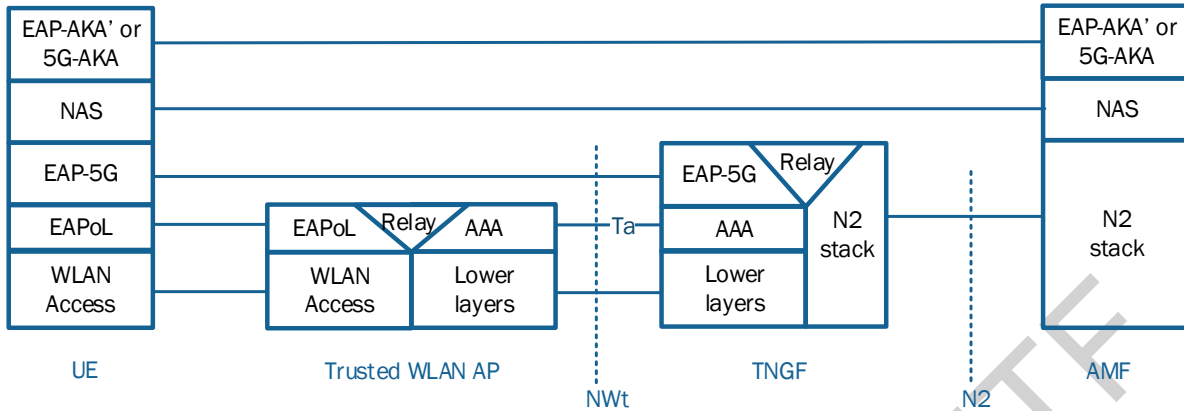 EAP-AKA' or
5G-AKA
NAS
EAP-5G
EAPoL
WLAN
Access
UE
EAPoL
Relay
AAA
WLAN
Access
Lower
layers
Trusted WLAN AP
Ta
NWt
EAP-5G
Relay
AAA
Lower
layers
N2
stack
TNGF
N2
EAP-AKA' or
5G-AKA
NAS
N2
stack
AMF
TF